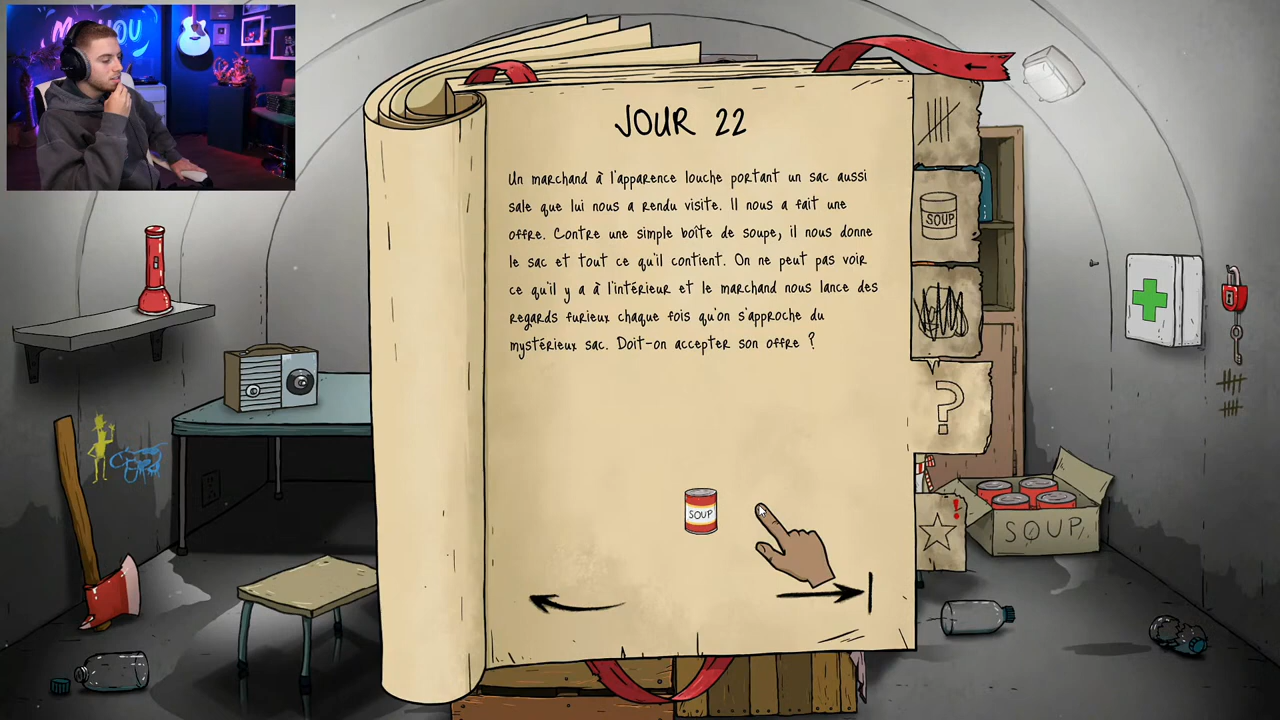 JOUR 22
Un marchand à l'apparence louche portant un sac aussi
sale que lui nous a rendu visite. Il nous a fait une
offre. Contre une simple boîte de soupe, il nous donne
le sac et tout ce qu'il contient. On ne peut pas voir
ce qu'il y a à l'intérieur et le marchand nous lance des
regards furieux chaque fois qu'on s'approche du
mystérieux sac. Doit-on accepter son offre ?
SOUP
SOUP
?
!
SOUP